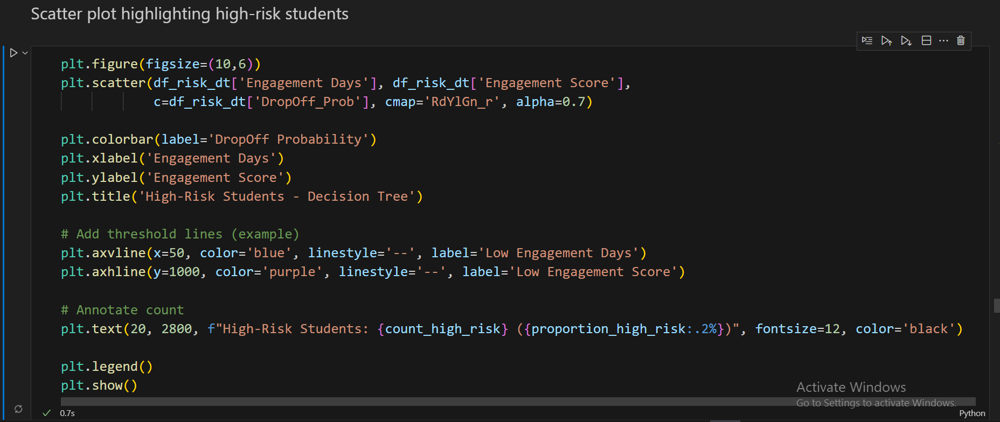 Scatter plot highlighting high-risk students
plt.figure(figsize=(10,6))
plt.scatter(df_risk_dt['Engagement Days'], df_risk_dt['Engagement Score'],
            c=df_risk_dt['DropOff_Prob'], cmap='RdYlGn_r', alpha=0.7)
plt.colorbar(label='DropOff Probability')
plt.xlabel('Engagement Days')
plt.ylabel('Engagement Score')
plt.title('High-Risk Students - Decision Tree')
# Add threshold lines (example)
plt.axvline(x=50, color='blue', linestyle='--', label='Low Engagement Days')
plt.axhline(y=1000, color='purple', linestyle='--', label='Low Engagement Score')
# Annotate count
plt.text(20, 2800, f"High-Risk Students: {count_high_risk} ({proportion_high_risk:.2%})", fontsize=12, color='black')
plt.legend()
plt.show()
Activate Windows
Go to Settings to activate Windows.
0.7s
Python